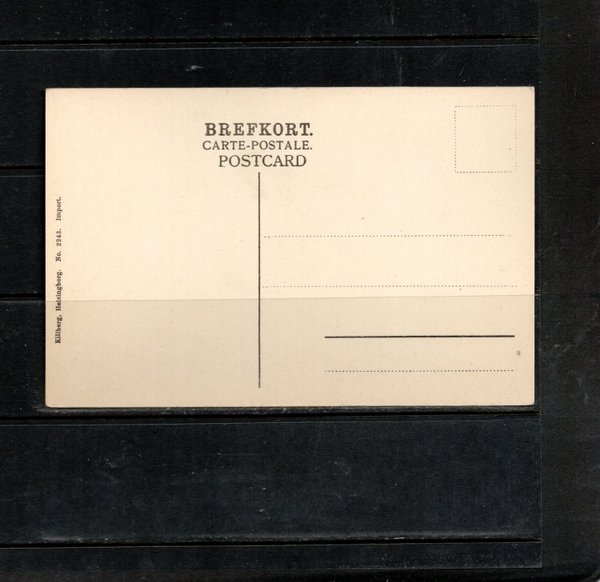 BREFKORT.
CARTE-POSTALE.
POSTCARD
Killberg, Helsingborg. No. 2243. Import.